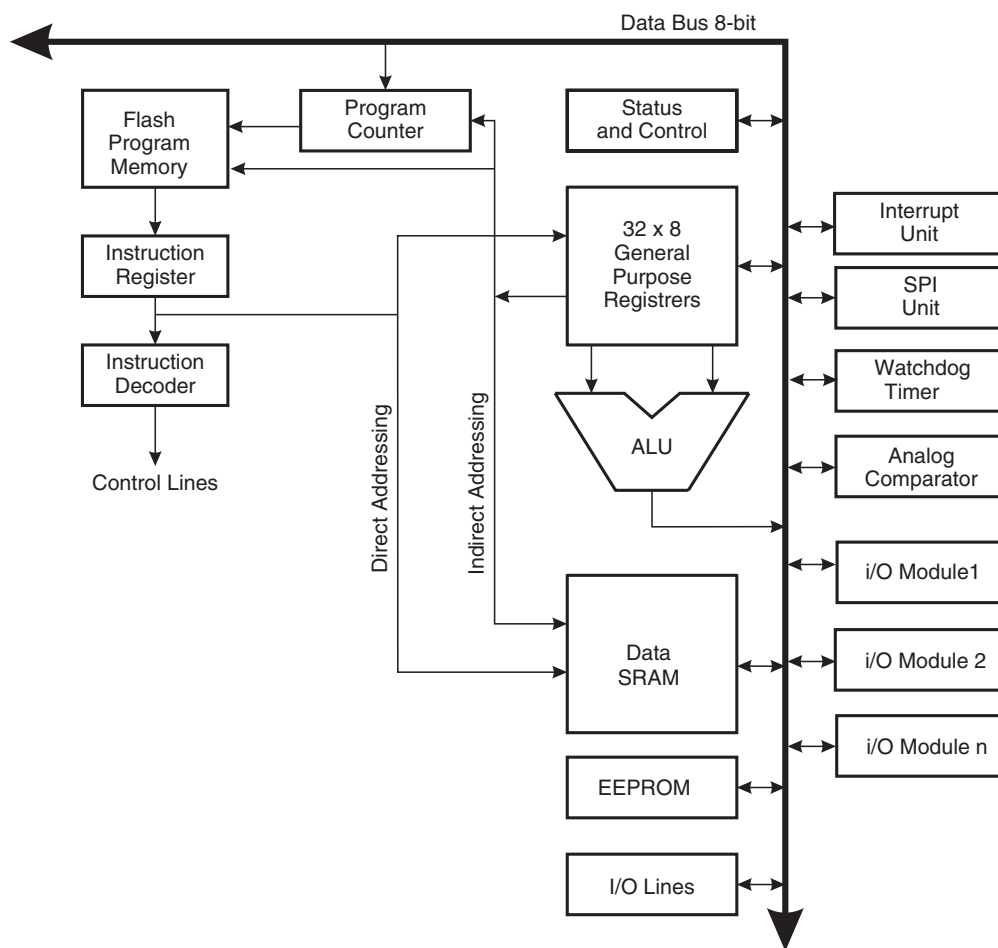 Data Bus 8-bit
Flash
Program
Memory
Program
Counter
Status
and Control
Instruction
Register
32 x 8
General
Purpose
Registrers
Interrupt
Unit
SPI
Unit
Instruction
Decoder
Watchdog
Timer
Control Lines
Direct Addressing
Indirect Addressing
ALU
Analog
Comparator
i/O Module1
Data
SRAM
i/O Module 2
i/O Module n
EEPROM
I/O Lines